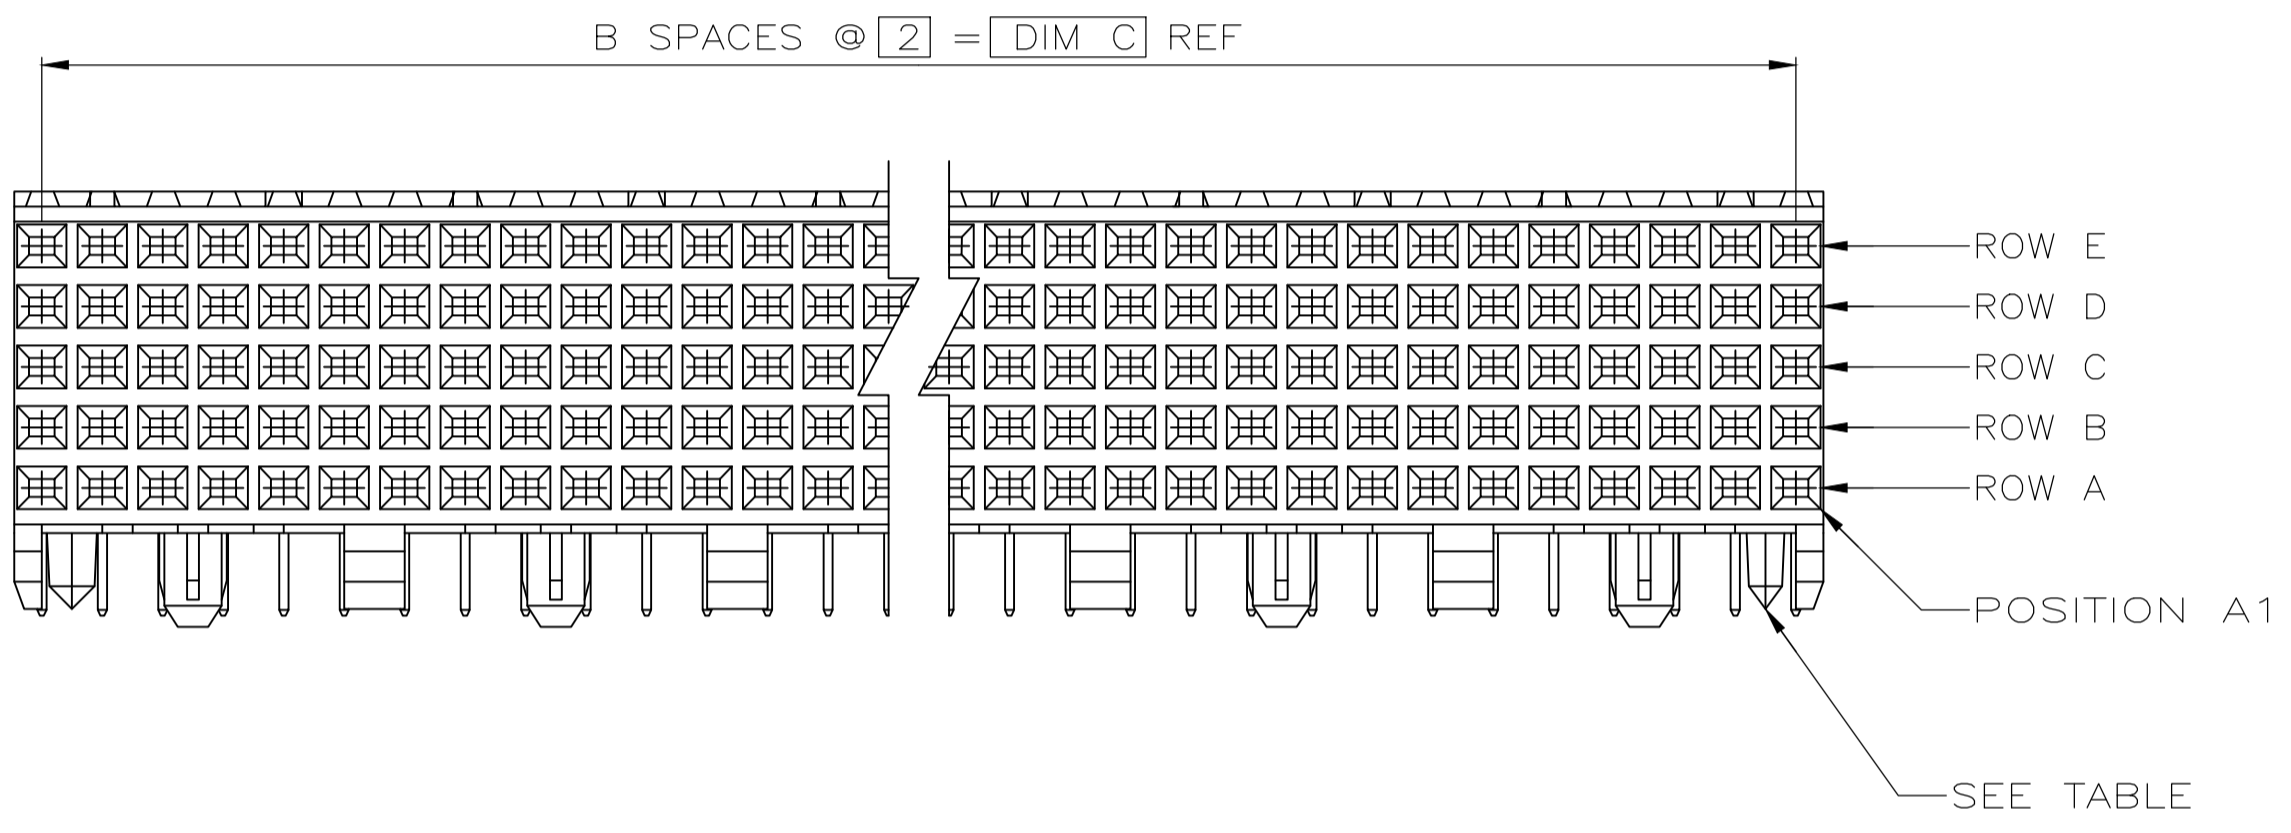 B SPACES @ 2 = DIM C REF
ROW E
ROW D
ROW C
ROW B
ROW A
POSITION A1
SEE TABLE